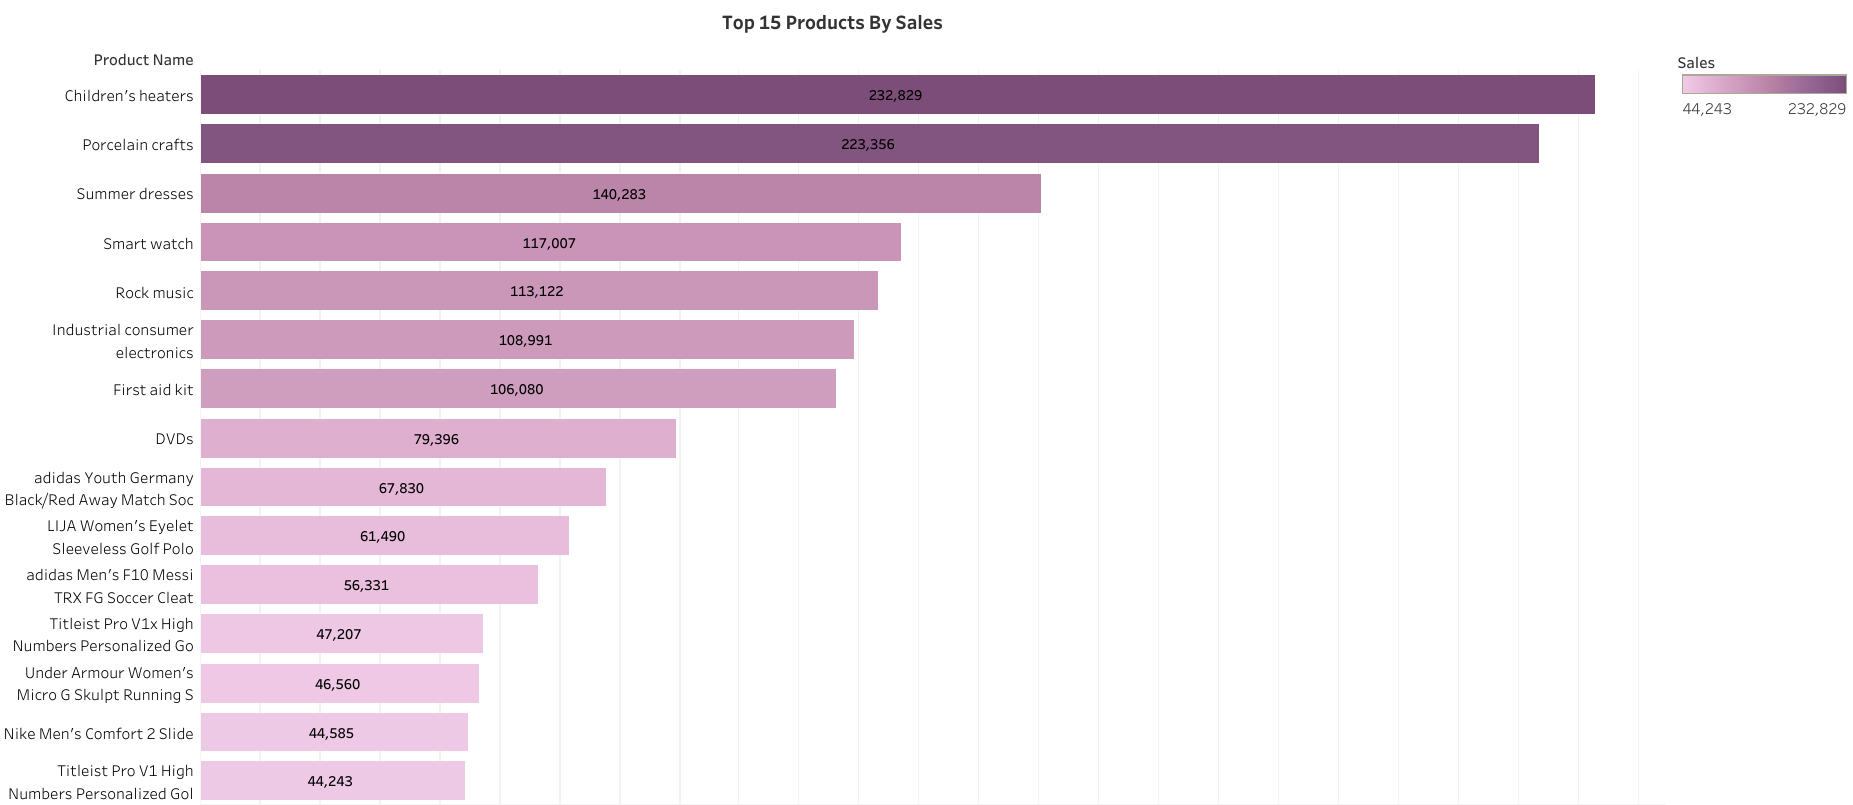 Top 15 Products By Sales
Product Name
Children's heaters
232,829
Porcelain crafts
223,356
Summer dresses
140,283
Smart watch
117,007
Rock music
113,122
Industrial consumer
electronics
108,991
First aid kit
106,080
DVDs
79,396
adidas Youth Germany
Black/Red Away Match Soc
67,830
LIJA Women's Eyelet
Sleeveless Golf Polo
61,490
adidas Men's F10 Messi
TRX FG Soccer Cleat
56,331
Titleist Pro V1x High
Numbers Personalized Go
47,207
Under Armour Women's
Micro G Skulpt Running S
46,560
Nike Men's Comfort 2 Slide
44,585
Titleist Pro V1 High
Numbers Personalized Gol
44,243
Sales
44,243 232,829